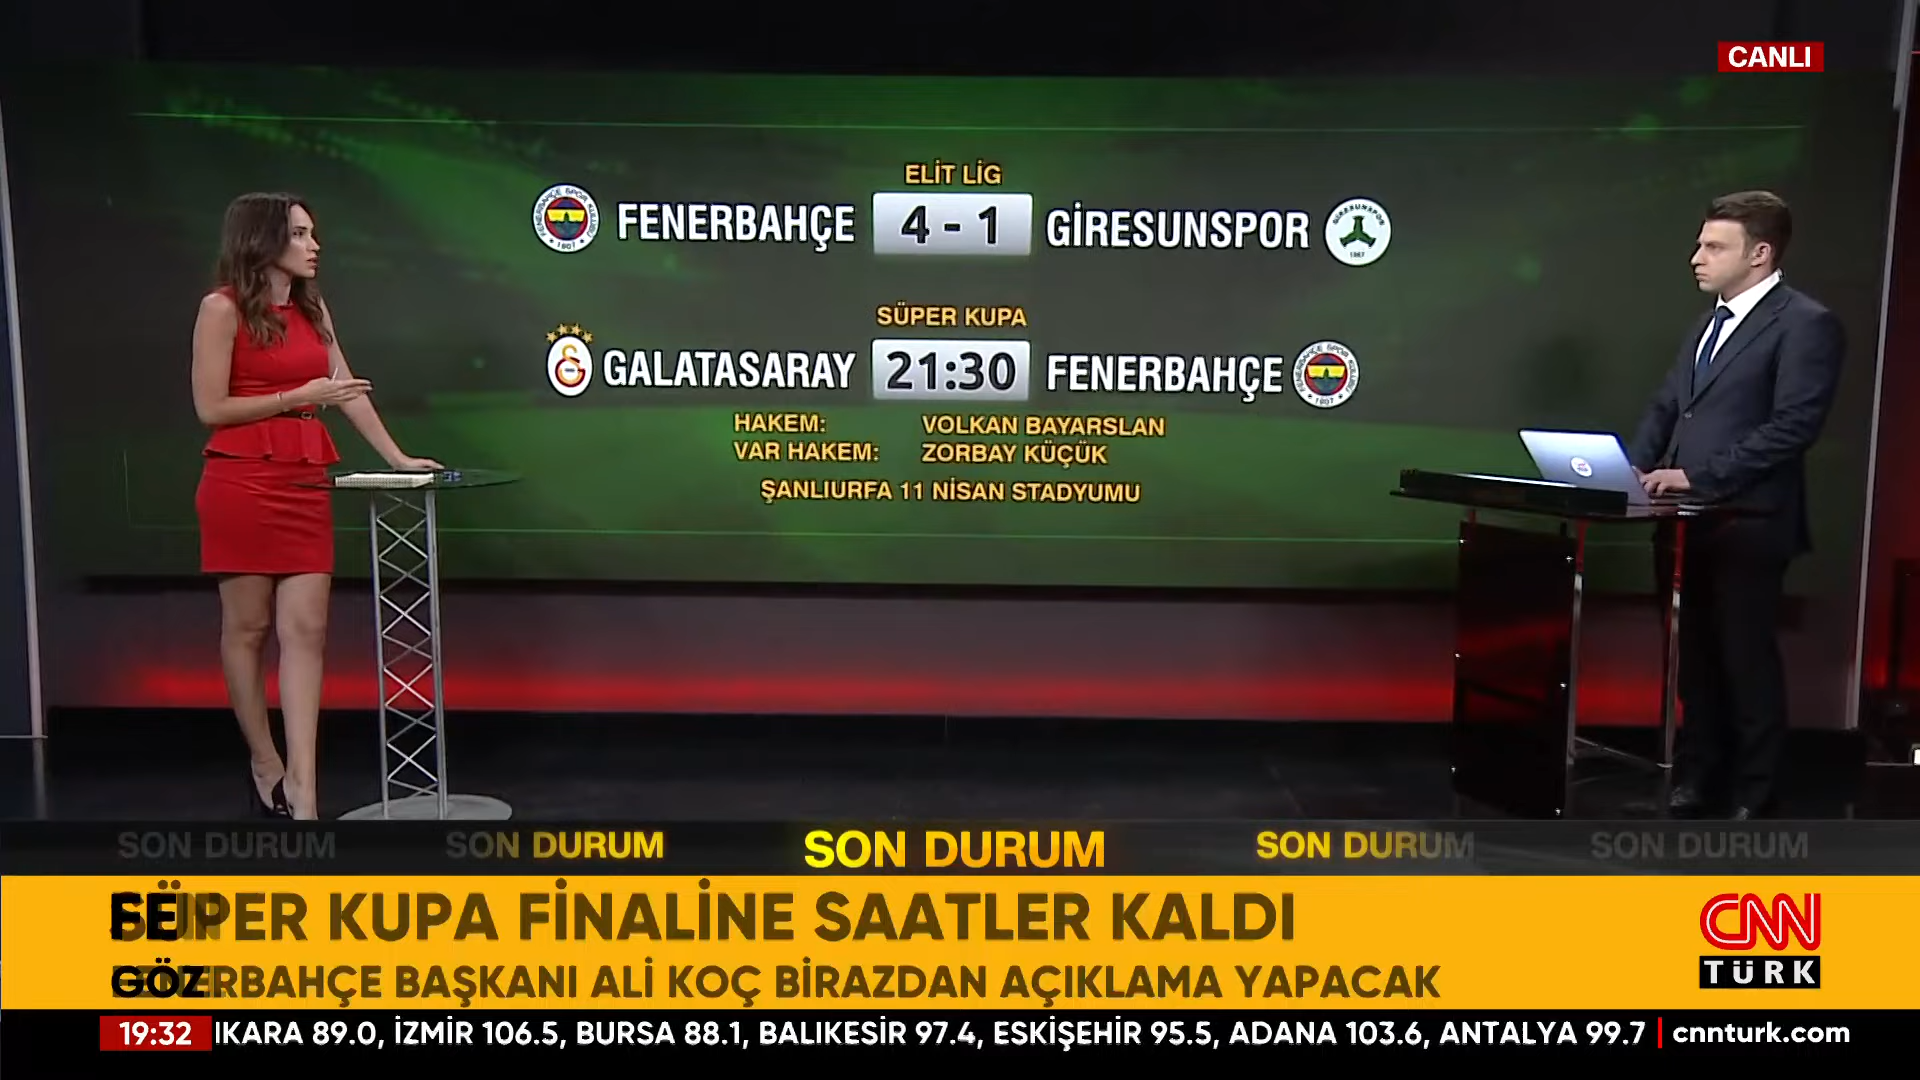 CANLI
ELİT LİG
FENERBAHÇE 4 - 1 GİRESUNSPOR
SÜPER KUPA
GALATASARAY 21:30 FENERBAHÇE
HAKEM: VOLKAN BAYARSLAN
VAR HAKEM: ZORBAY KÜÇÜK
ŞANLIURFA 11 NİSAN STADYUMU
SON DURUM SON DURUM SON DURUM SON DURUM SON DURUM
SÜPER KUPA FİNALİNE SAATLER KALDI
FENERBAHÇE BAŞKANI ALİ KOÇ BİRAZDAN AÇIKLAMA YAPACAK
CNN
TÜRK
19:32 NKARA 89.0, İZMİR 106.5, BURSA 88.1, BALIKESİR 97.4, ESKİŞEHİR 95.5, ADANA 103.6, ANTALYA 99.7 cnnturk.com